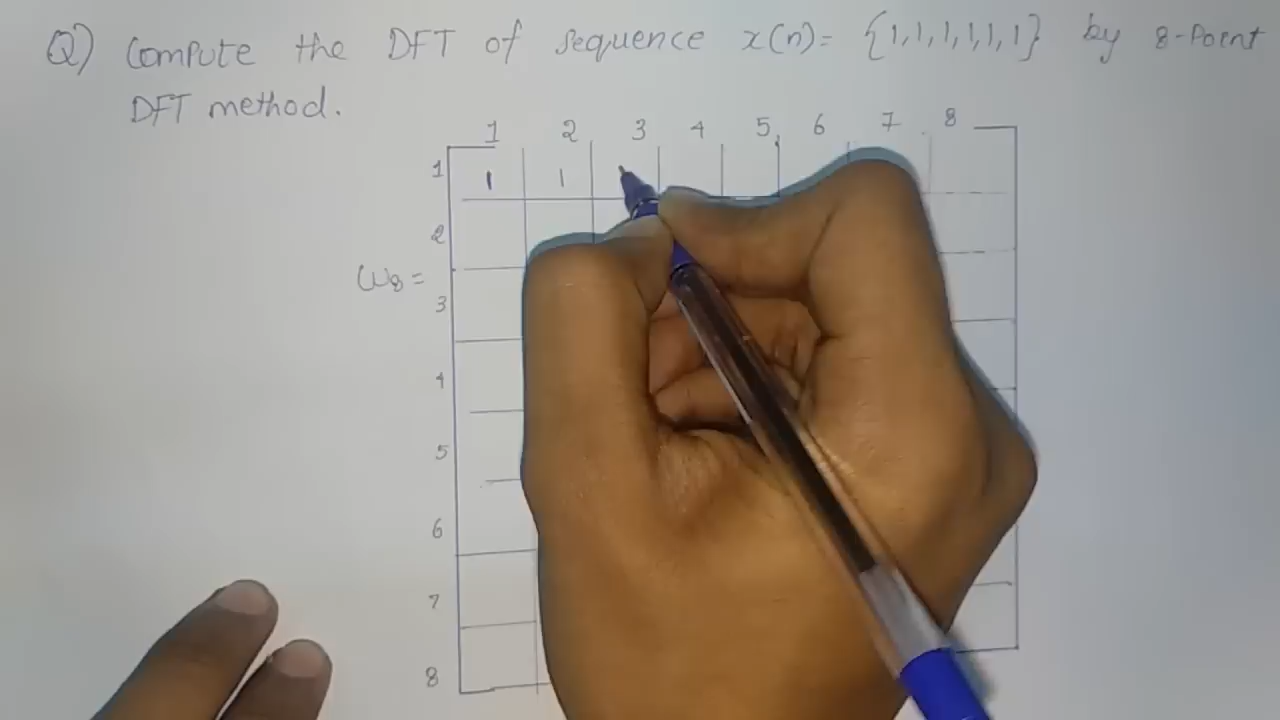 Q) Compute the DFT of sequence x(n)= {1,1,1,1,1,1} by 8-Point
DFT method.
1 2 3 4 5 6 7 8
1 1 1
2
W8=
3
4
5
6
7
8